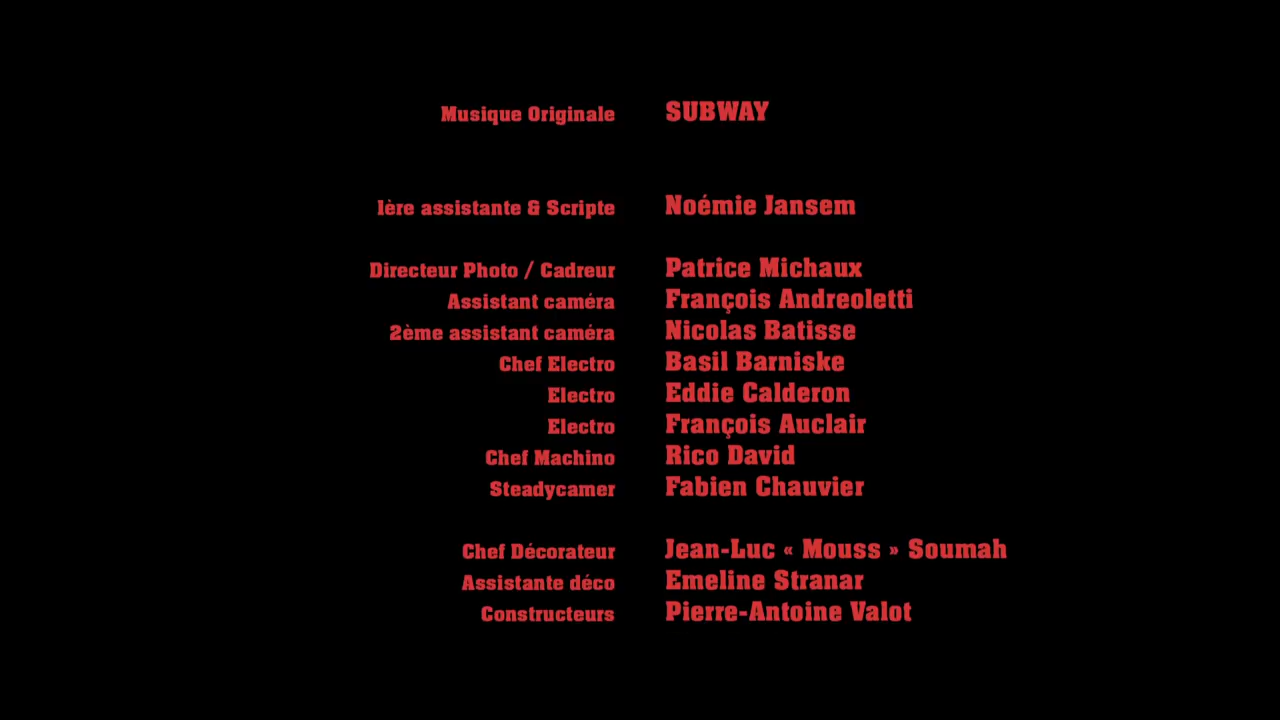 Musique Originale SUBWAY
1ère assistante & Scripte Noémie Jansem
Directeur Photo / Cadreur Patrice Michaux
Assistant caméra François Andreoletti
2ème assistant caméra Nicolas Batisse
Chef Electro Basil Barniske
Electro Eddie Calderon
Electro François Auclair
Chef Machino Rico David
Steadycamer Fabien Chauvier
Chef Décorateur Jean-Luc « Mouss » Soumah
Assistante déco Emeline Stranar
Constructeurs Pierre-Antoine Valot